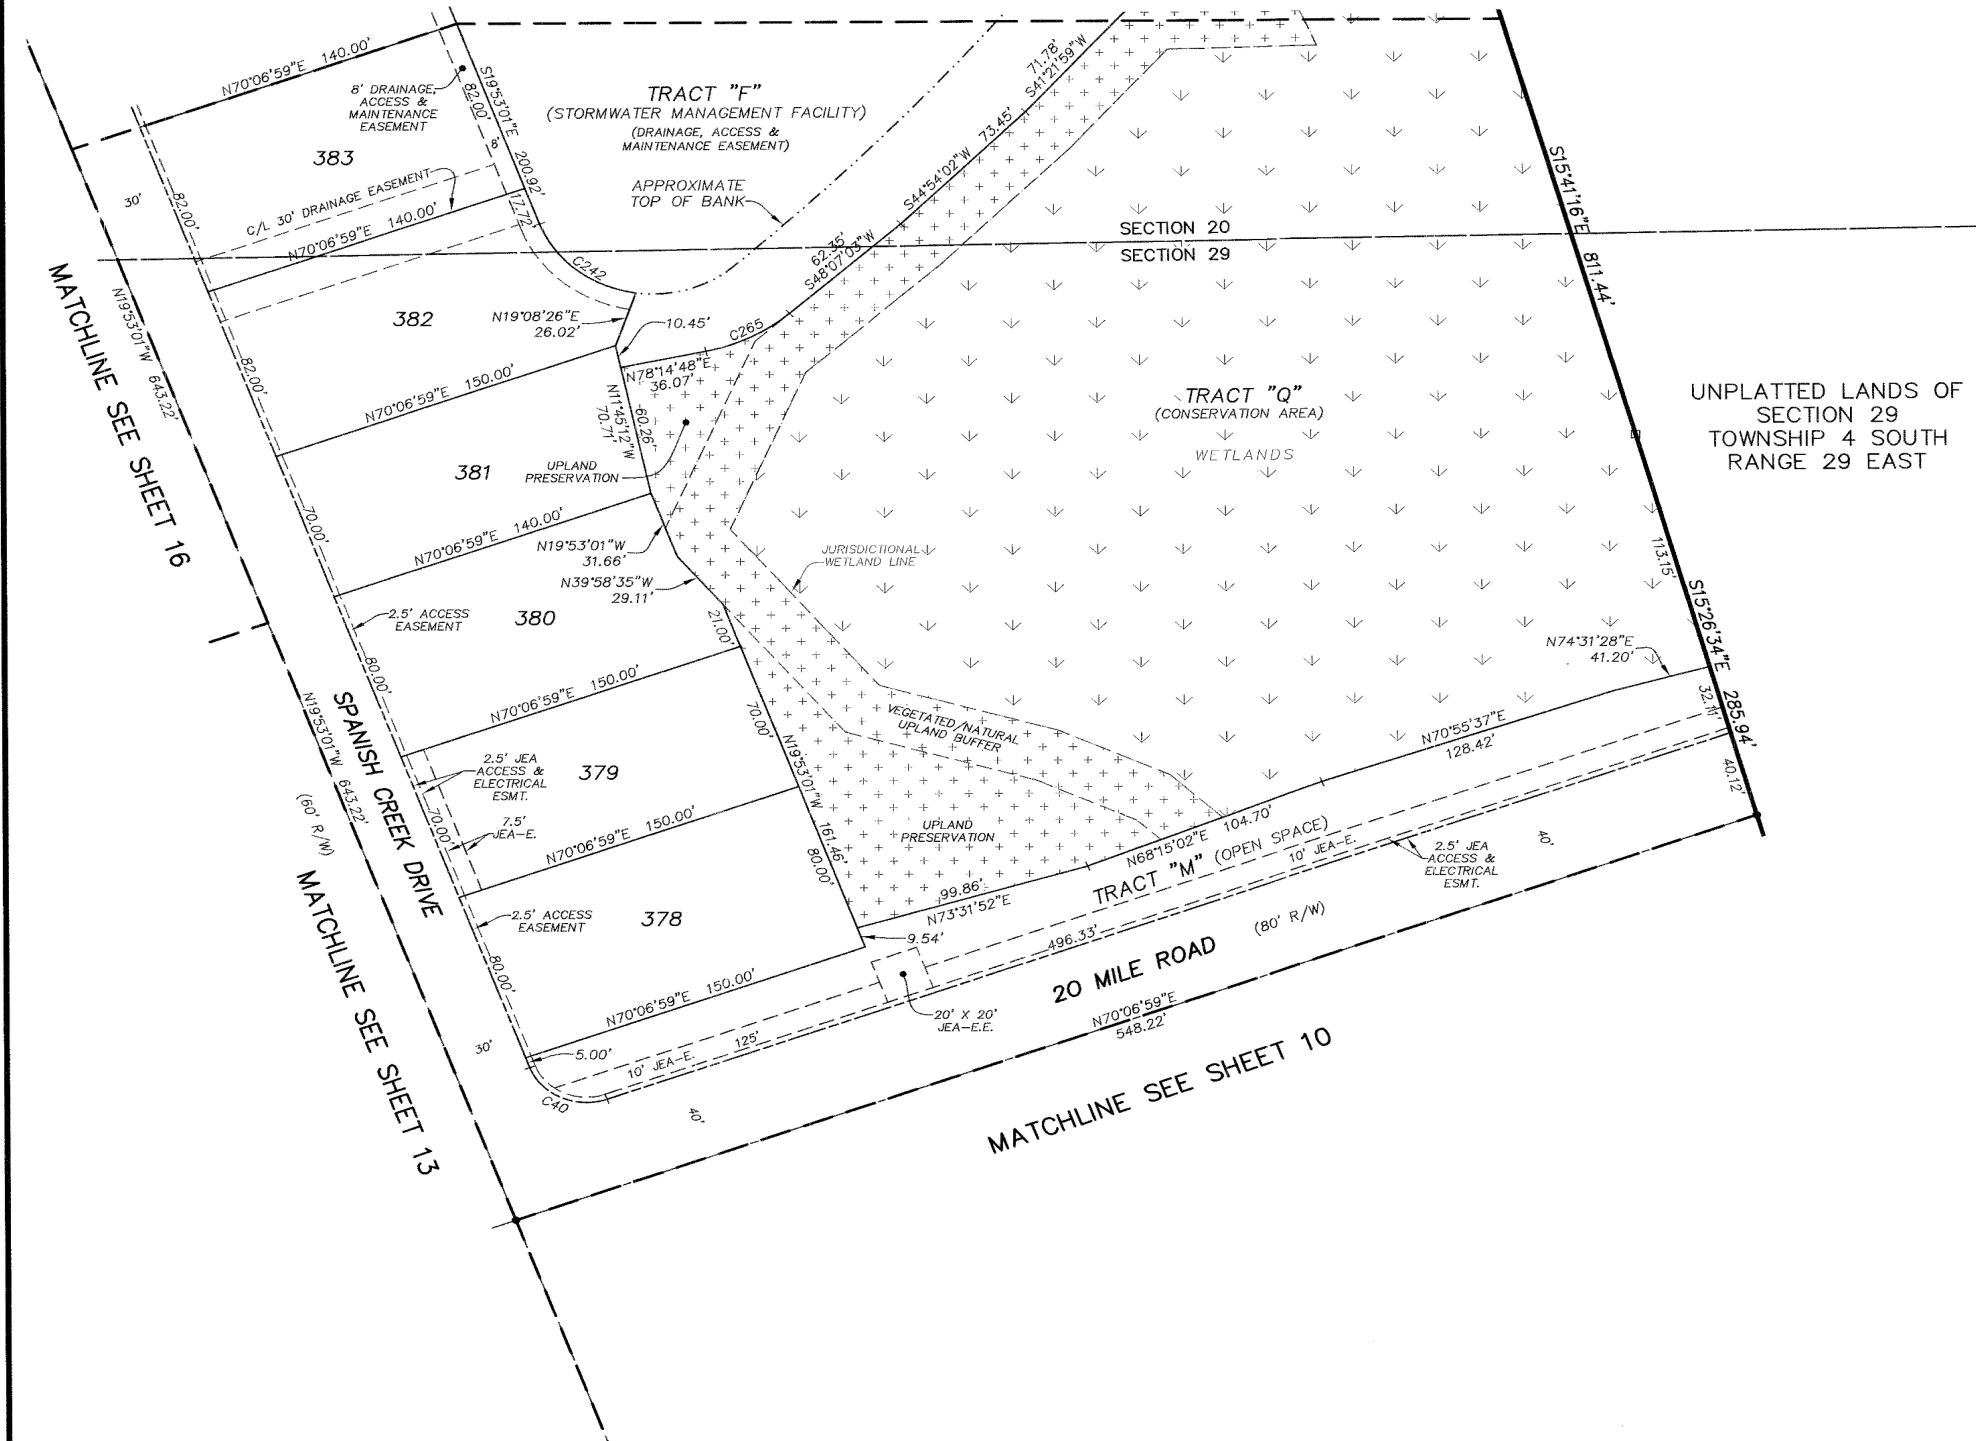 N70°06'59"E 140.00'
8' DRAINAGE,
ACCESS &
MAINTENANCE
EASEMENT
82.00'
S19°53'01"E 200.92'
8'
17.72'
TRACT "F"
(STORMWATER MANAGEMENT FACILITY)
(DRAINAGE, ACCESS &
MAINTENANCE EASEMENT)
APPROXIMATE
TOP OF BANK
71.78'
S41°21'59"W
73.45'
S44°54'02"W
62.35'
S48°07'03"W
383
30'
82.00'
C/L 30' DRAINAGE EASEMENT
N70°06'59"E 140.00'
SECTION 20
SECTION 29
S15°41'16"E 811.44'
C242
382
N19°08'26"E
26.02'
10.45'
C265
N78°14'48"E
36.07'
MATCHLINE SEE SHEET 16
N19°53'01"W 643.22'
82.00'
N70°06'59"E 150.00'
60.26'
N11°45'12"W
70.71'
TRACT "Q"
(CONSERVATION AREA)
WETLANDS
UNPLATTED LANDS OF
SECTION 29
TOWNSHIP 4 SOUTH
RANGE 29 EAST
381
UPLAND
PRESERVATION
70.00'
N70°06'59"E 140.00'
N19°53'01"W
31.66'
N39°58'35"W
29.11'
JURISDICTIONAL
WETLAND LINE
113.15'
S15°26'34"E 285.94'
2.5' ACCESS
EASEMENT
380
21.00'
N74°31'28"E
41.20'
32.11'
80.00'
N70°06'59"E 150.00'
N19°53'01"W 643.22'
SPANISH CREEK DRIVE
(60' R/W)
70.00'
N19°53'01"W 161.46'
VEGETATED/NATURAL
UPLAND BUFFER
N70°55'37"E
128.42'
40.12'
2.5' JEA
ACCESS &
ELECTRICAL
ESMT.
379
7.5'
JEA-E.
70.00'
N70°06'59"E 150.00'
80.00'
UPLAND
PRESERVATION
N68°15'02"E 104.70'
TRACT "M" (OPEN SPACE)
10' JEA-E.
2.5' JEA
ACCESS &
ELECTRICAL
ESMT.
40'
MATCHLINE SEE SHEET 13
2.5' ACCESS
EASEMENT
378
99.86'
N73°31'52"E
9.54'
496.33'
20 MILE ROAD
(80' R/W)
80.00'
N70°06'59"E 150.00'
20' X 20'
JEA-E.E.
N70°06'59"E
548.22'
30'
5.00'
10' JEA-E.
125'
C40
40'
MATCHLINE SEE SHEET 10